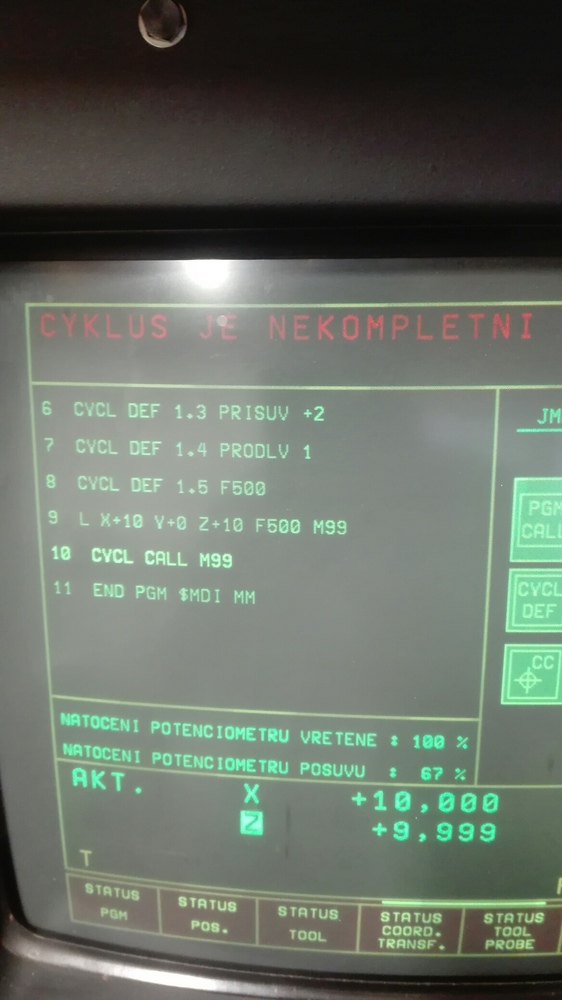 CYKLUS JE NEKOMPLETNI
6 CYCL DEF 1.3 PRISUV +2
7 CYCL DEF 1.4 PRODLV 1
8 CYCL DEF 1.5 F500
9 L X+10 Y+0 Z+10 F500 M99
10 CYCL CALL M99
11 END PGM $MDI MM
JM
PGM
CALL
CYCL
DEF
CC
NATOCENI POTENCIOMETRU VRETENE : 100 %
NATOCENI POTENCIOMETRU POSUVU : 67 %
AKT. X +10,000
Z +9,999
T
STATUS PGM
STATUS POS.
STATUS TOOL
STATUS COORD. TRANSF.
STATUS TOOL PROBE